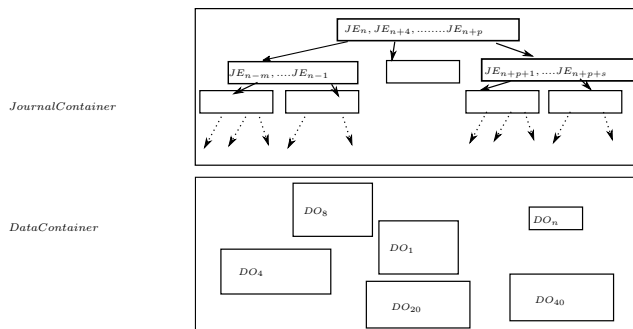 JE_n, JE_{n+4}, ........JE_{n+p}
JE_{n−m}, ....JE_{n−1}
JE_{n+p+1}, ....JE_{n+p+s}
JournalContainer
DO_8
DO_n
DataContainer
DO_1
DO_4
DO_20
DO_40